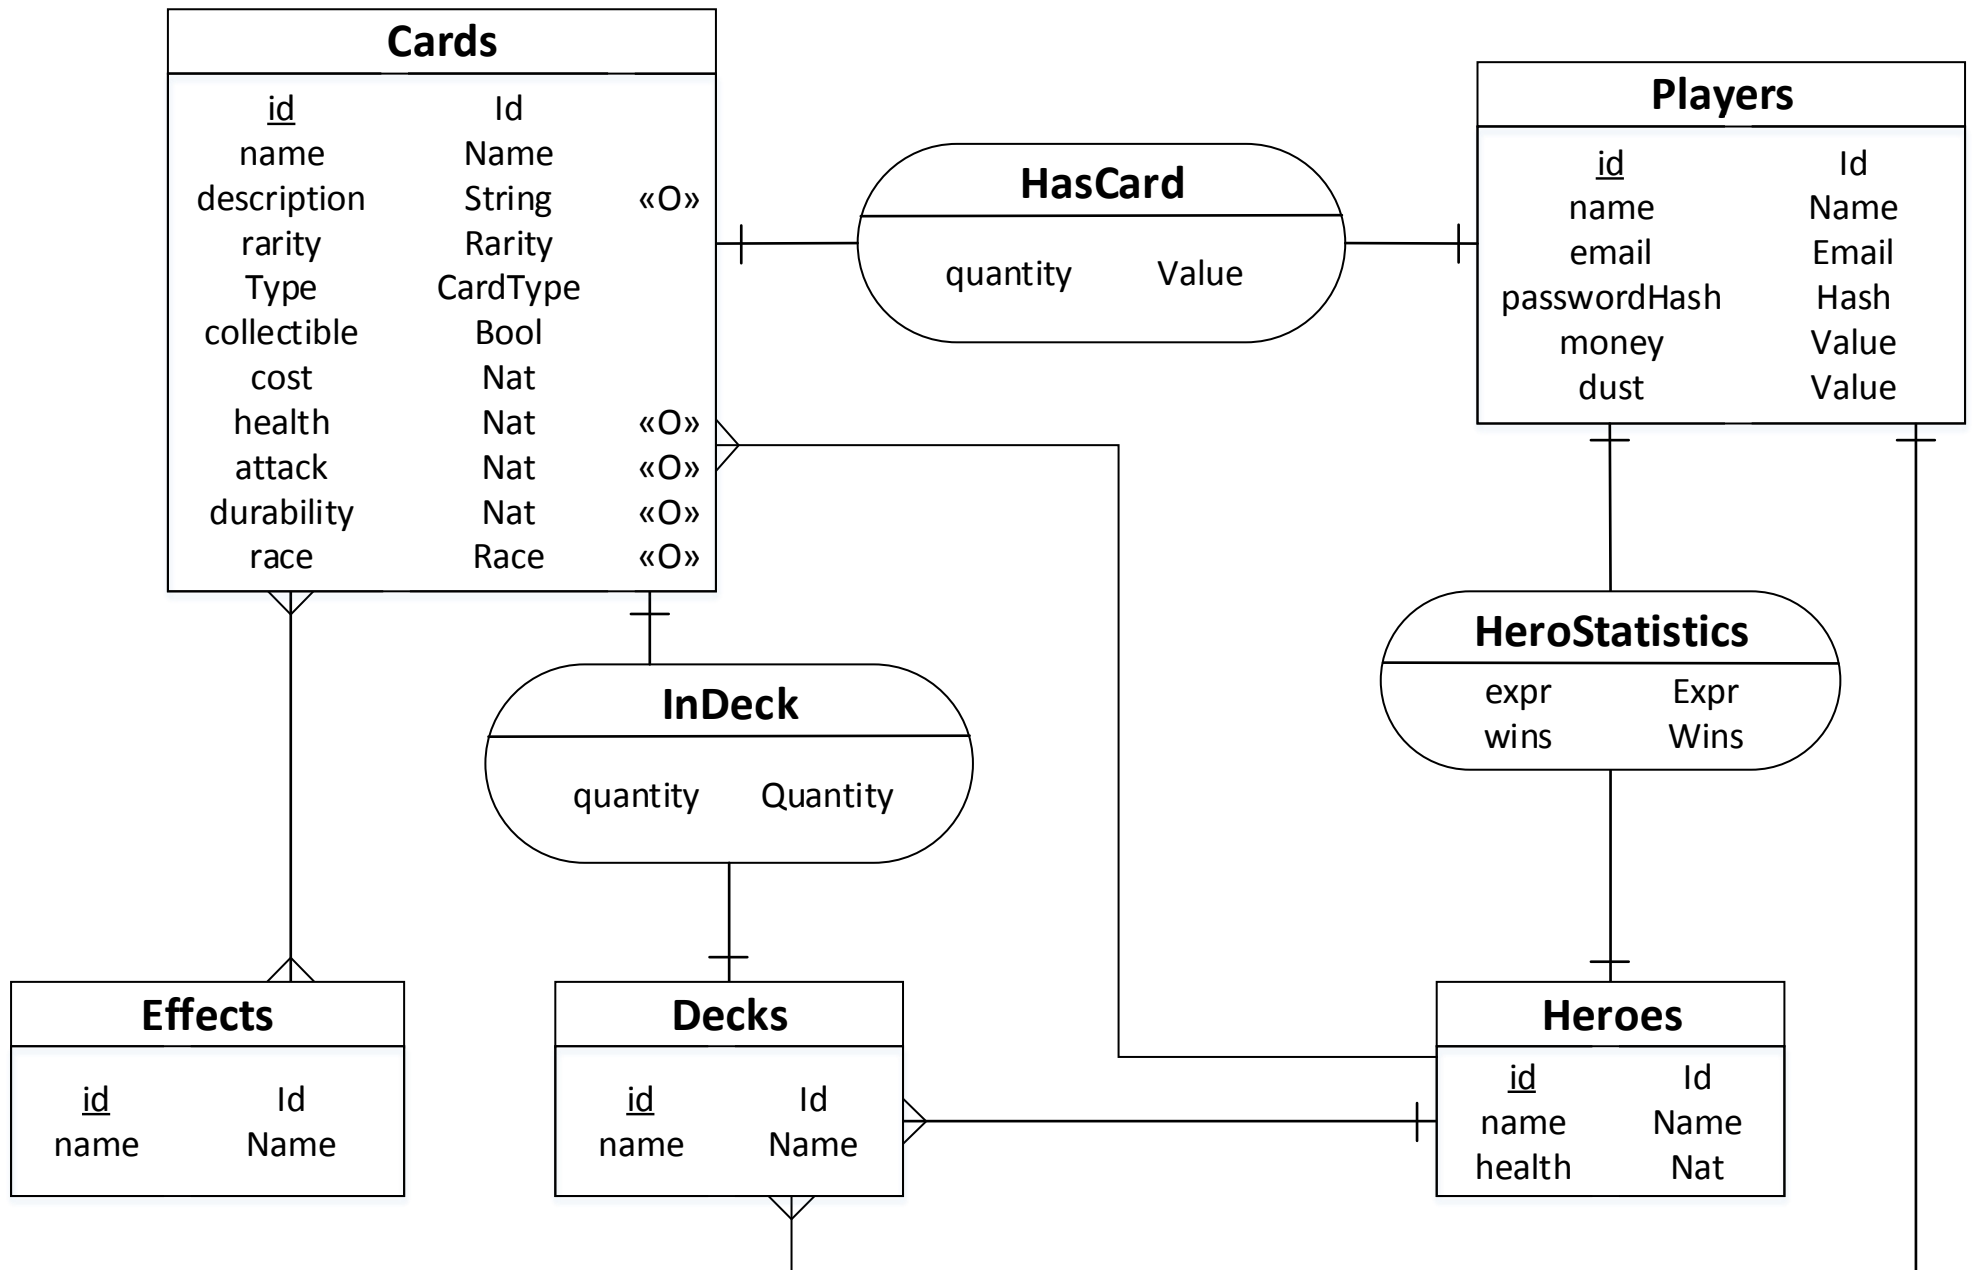 Cards
id Id
name Name
description String «O»
rarity Rarity
Type CardType
collectible Bool
cost Nat
health Nat «O»
attack Nat «O»
durability Nat «O»
race Race «O»
HasCard
quantity Value
Players
id Id
name Name
email Email
passwordHash Hash
money Value
dust Value
HeroStatistics
expr Expr
wins Wins
InDeck
quantity Quantity
Effects
id Id
name Name
Decks
id Id
name Name
Heroes
id Id
name Name
health Nat